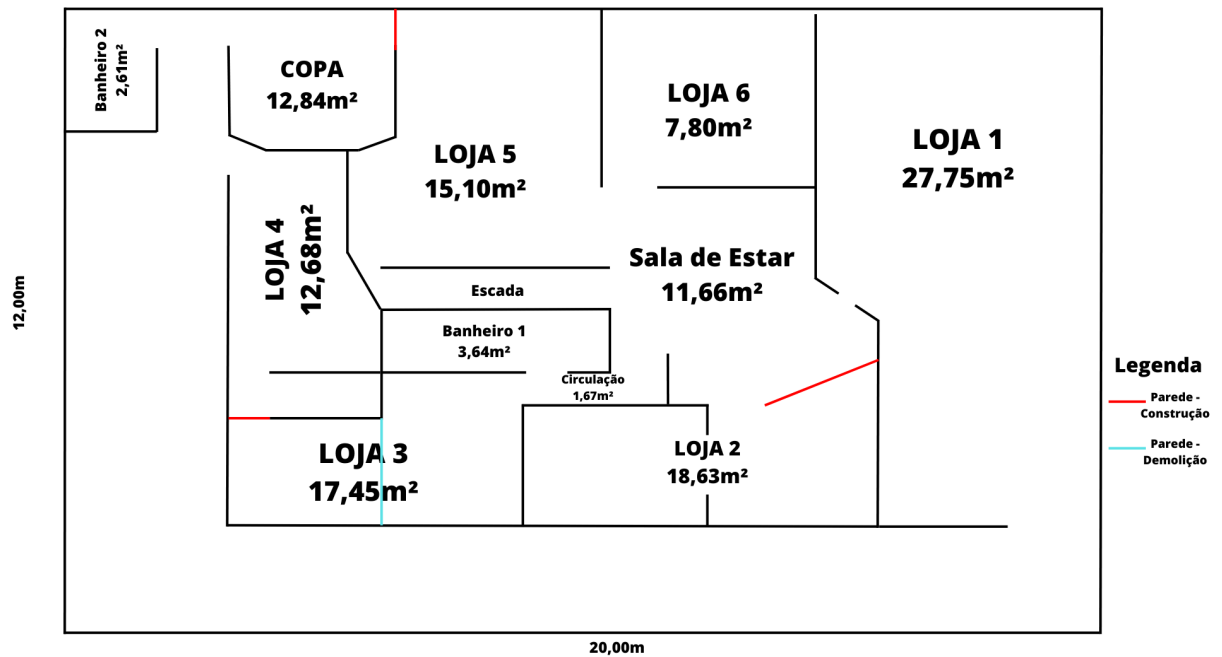 Banheiro 2
2,61m²
COPA
12,84m²
LOJA 6
7,80m²
LOJA 1
27,75m²
LOJA 5
15,10m²
LOJA 4
12,68m²
Sala de Estar
11,66m²
Escada
12,00m
Banheiro 1
3,64m²
Circulação
1,67m²
Legenda
Parede -
Construção
Parede -
Demolição
LOJA 3
17,45m²
LOJA 2
18,63m²
20,00m